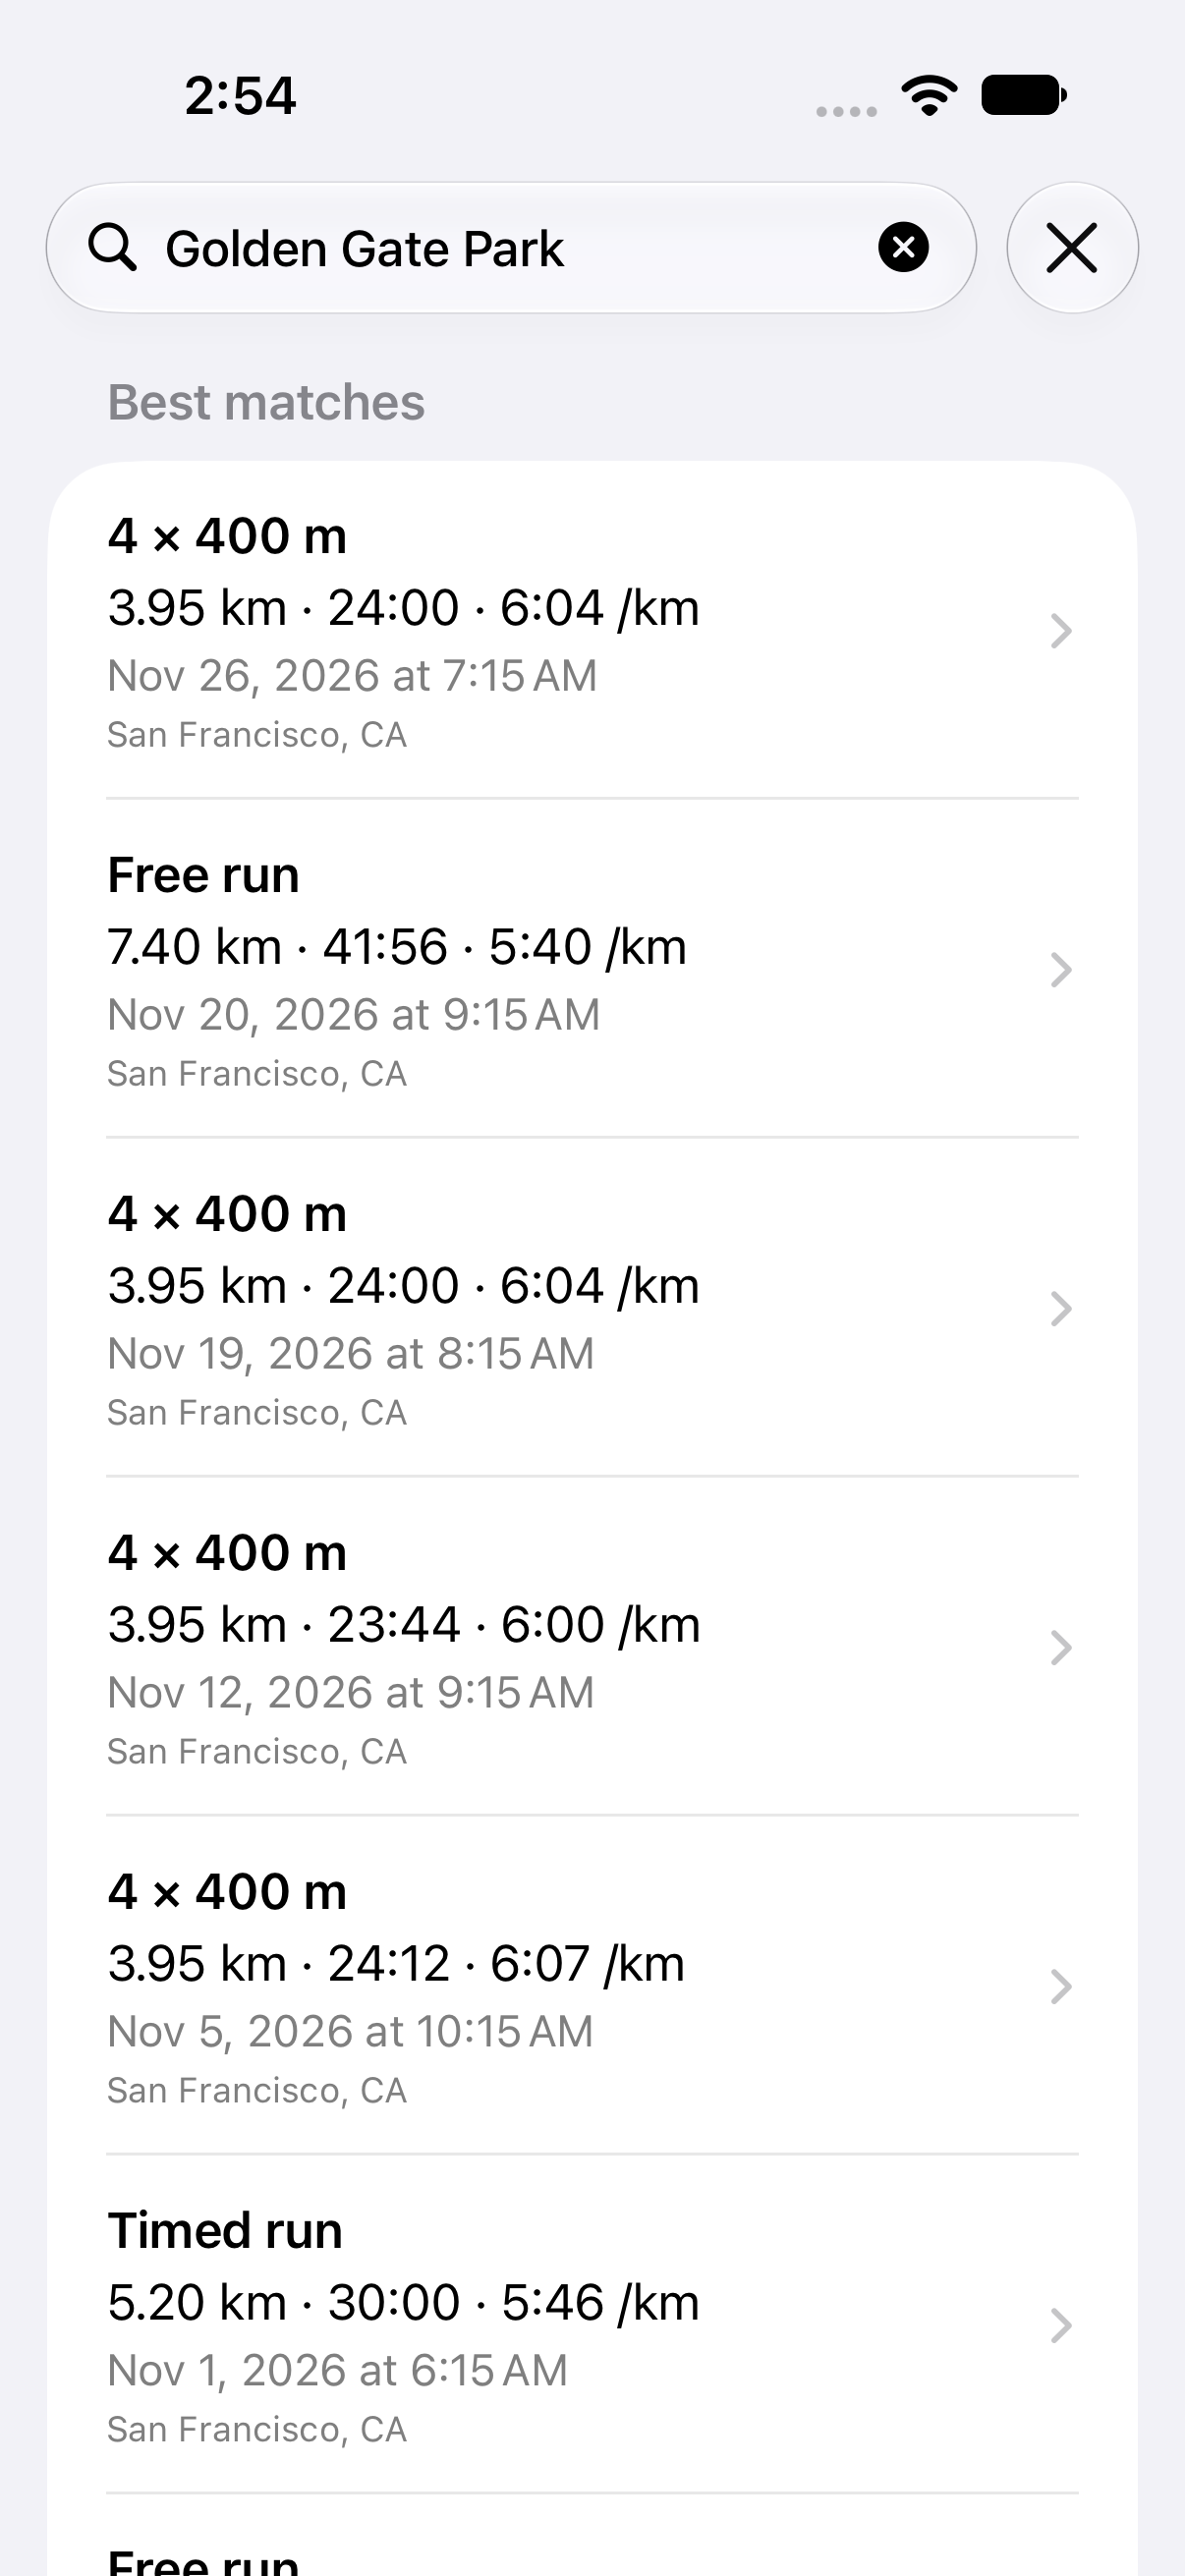 2:54
Golden Gate Park
Best matches
4 × 400 m
3.95 km · 24:00 · 6:04 /km
Nov 26, 2026 at 7:15 AM
San Francisco, CA
Free run
7.40 km · 41:56 · 5:40 /km
Nov 20, 2026 at 9:15 AM
San Francisco, CA
4 × 400 m
3.95 km · 24:00 · 6:04 /km
Nov 19, 2026 at 8:15 AM
San Francisco, CA
4 × 400 m
3.95 km · 23:44 · 6:00 /km
Nov 12, 2026 at 9:15 AM
San Francisco, CA
4 × 400 m
3.95 km · 24:12 · 6:07 /km
Nov 5, 2026 at 10:15 AM
San Francisco, CA
Timed run
5.20 km · 30:00 · 5:46 /km
Nov 1, 2026 at 6:15 AM
San Francisco, CA
Free run